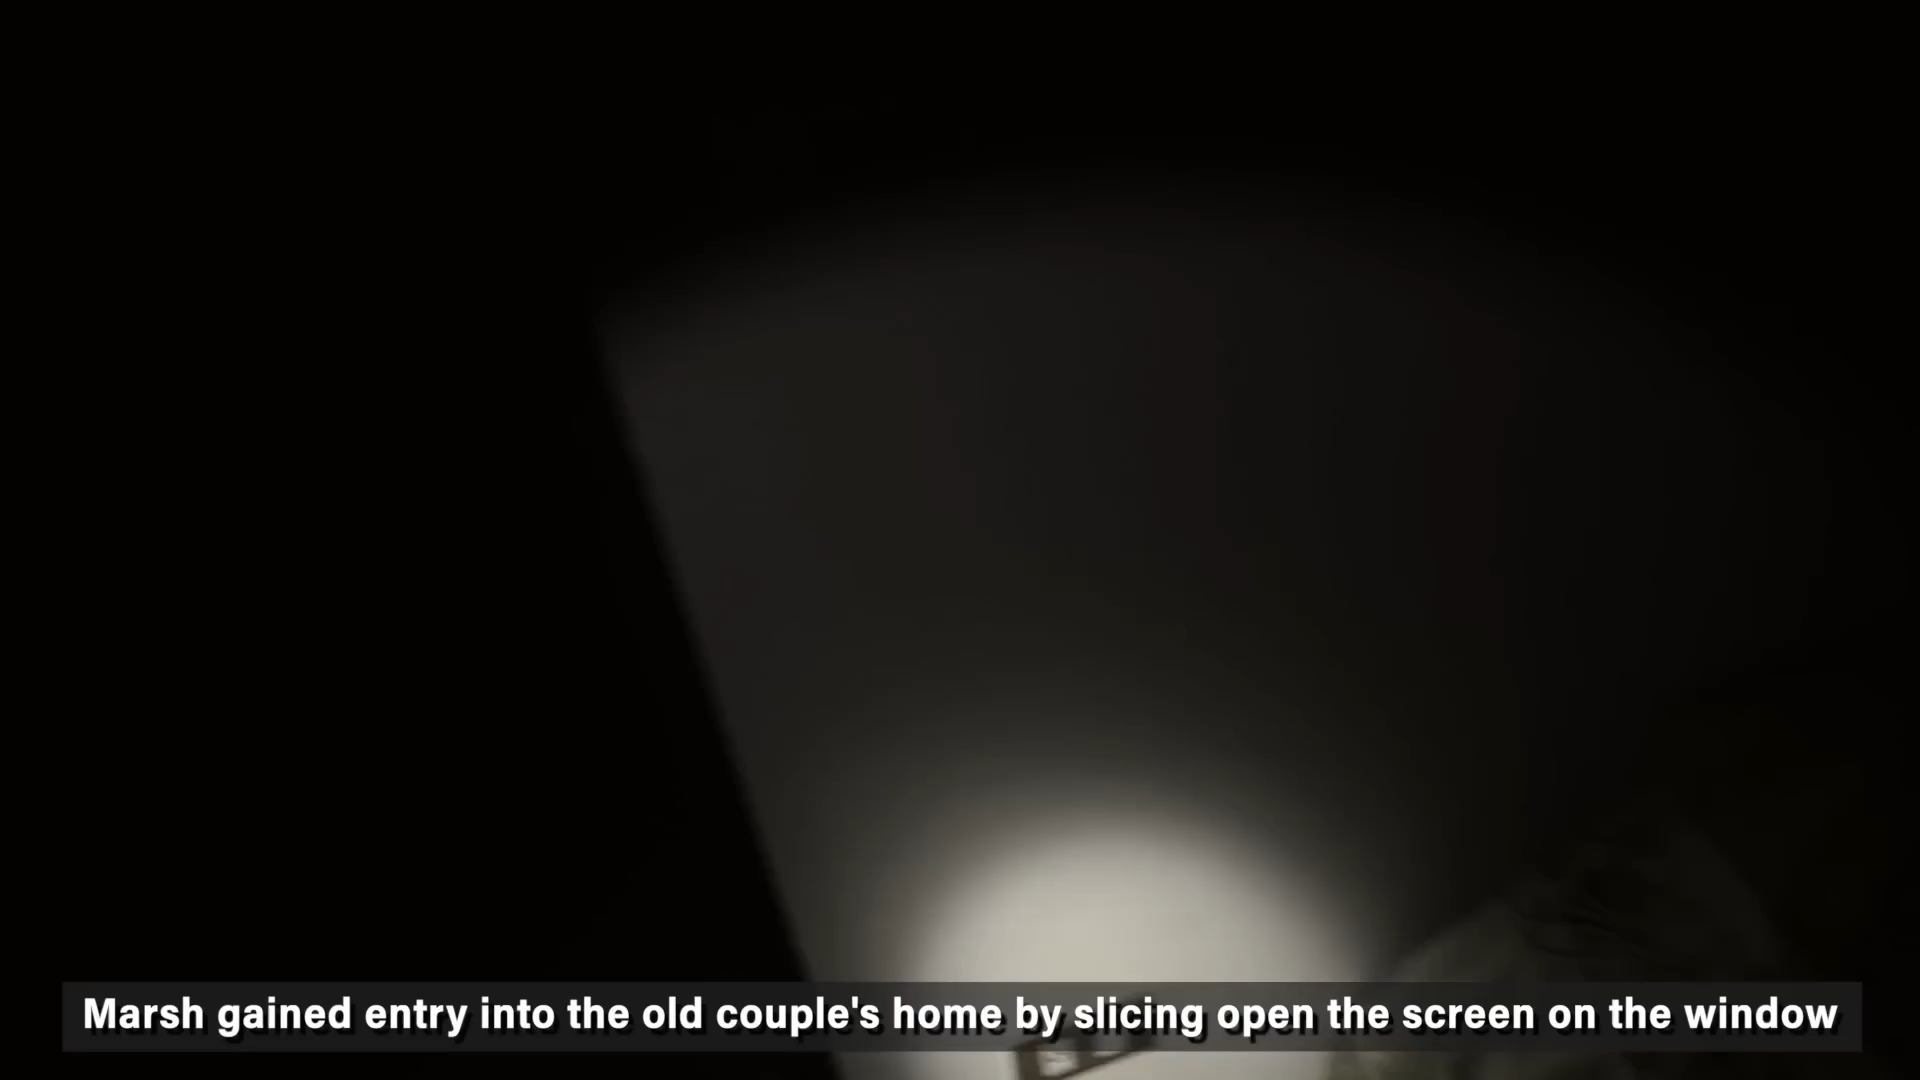 Marsh gained entry into the old couple's home by slicing open the screen on the window